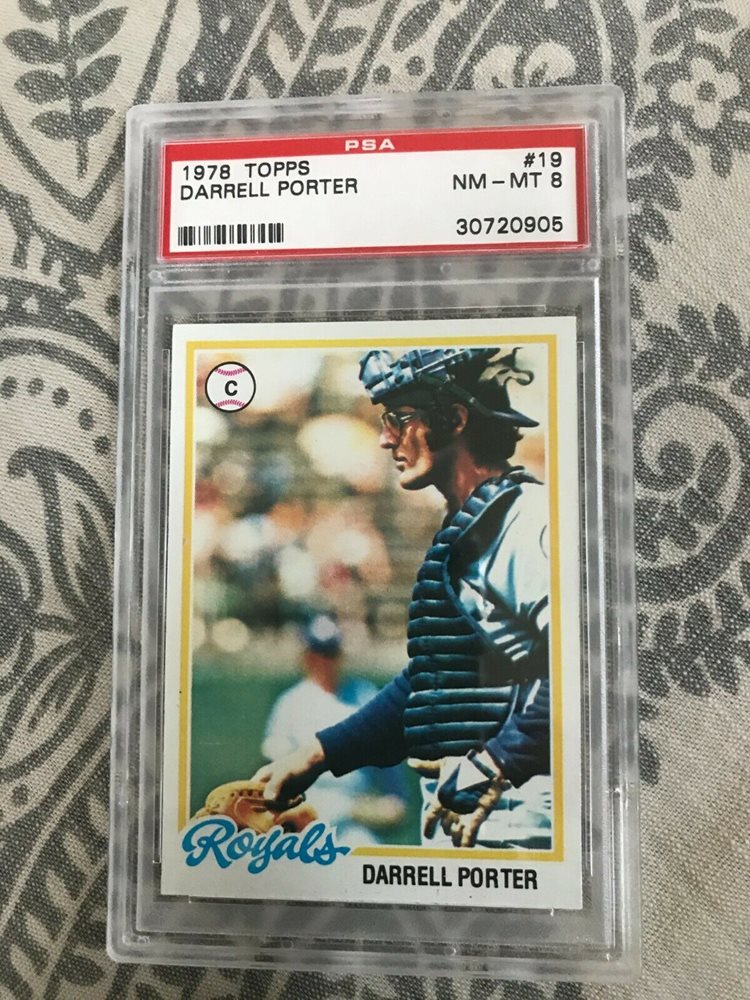 PSA
1978 TOPPS #19
DARRELL PORTER NM-MT 8
30720905
C
Royals
DARRELL PORTER